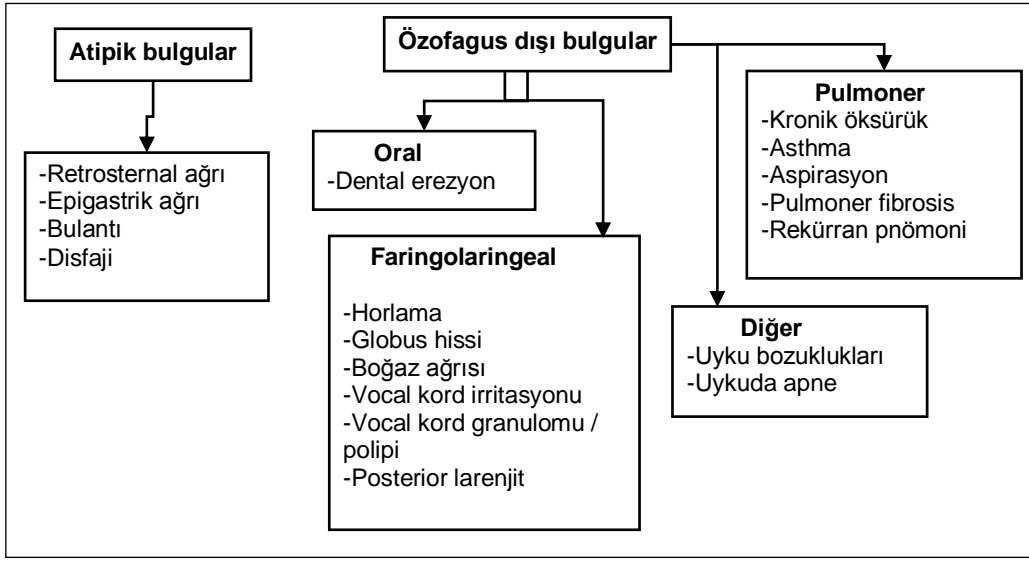 Atipik bulgular
-Retrosternal ağrı
-Epigastrik ağrı
-Bulantı
-Disfaji
Özofagus dışı bulgular
Oral
-Dental erezyon
Faringolaringeal
-Horlama
-Globus hissi
-Boğaz ağrısı
-Vocal kord irritasyonu
-Vocal kord granulomu /
polipi
-Posterior larenjit
Pulmoner
-Kronik öksürük
-Asthma
-Aspirasyon
-Pulmoner fibrosis
-Rekürran pnömoni
Diğer
-Uyku bozuklukları
-Uykuda apne